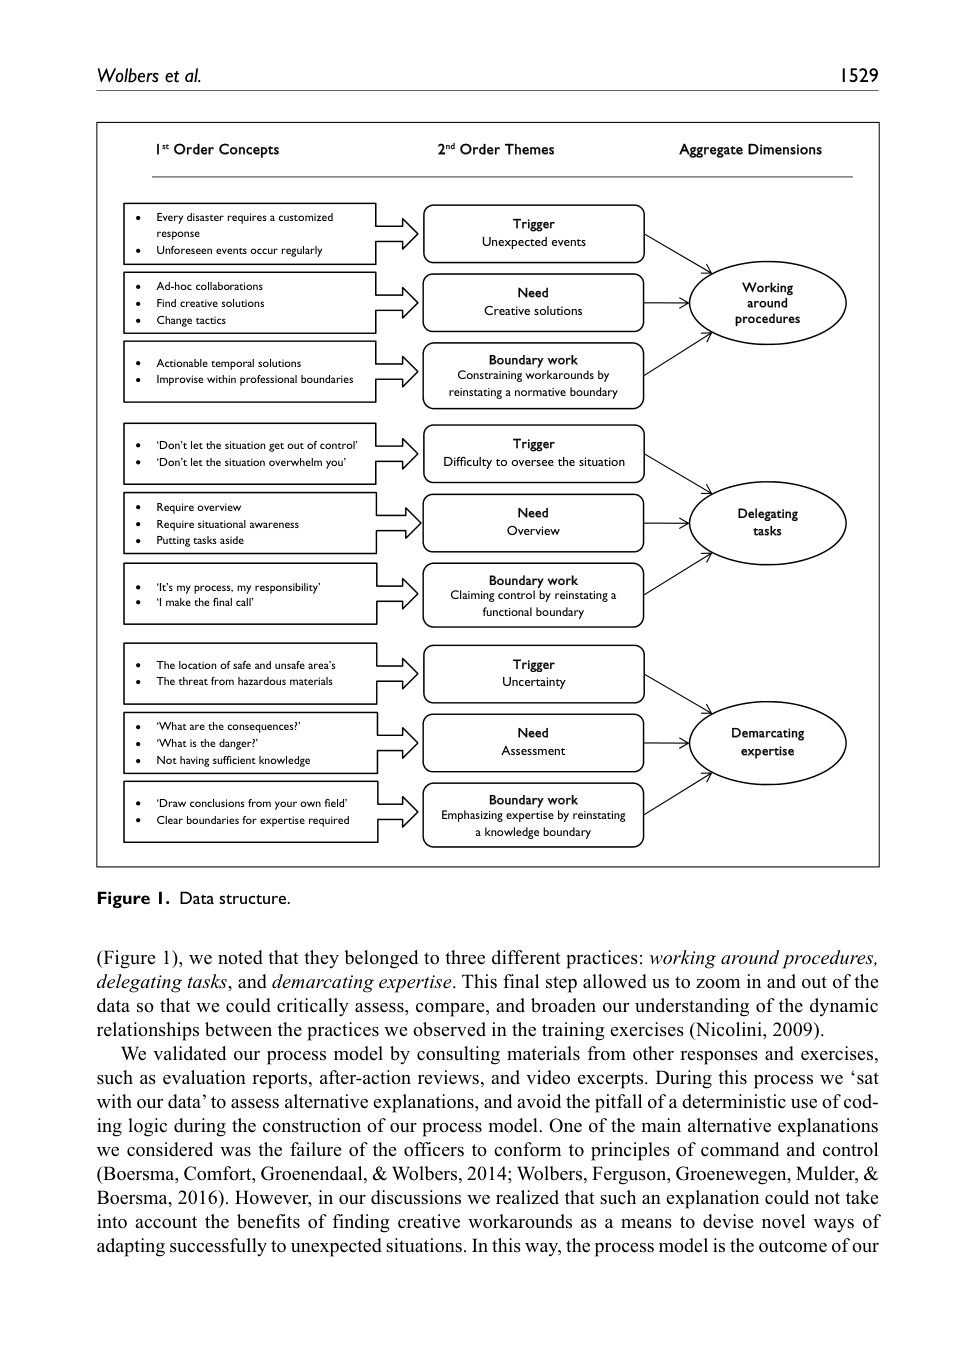 Wolbers et al. 1529
1st Order Concepts 2nd Order Themes Aggregate Dimensions
• Every disaster requires a customized
response
• Unforeseen events occur regularly
Trigger
Unexpected events
• Ad-hoc collaborations
• Find creative solutions
• Change tactics
Need
Creative solutions
• Actionable temporal solutions
• Improvise within professional boundaries
Boundary work
Constraining workarounds by
reinstating a normative boundary
Working
around
procedures
• ‘Don’t let the situation get out of control’
• ‘Don’t let the situation overwhelm you’
Trigger
Difficulty to oversee the situation
• Require overview
• Require situational awareness
• Putting tasks aside
Need
Overview
• ‘It’s my process, my responsibility’
• ‘I make the final call’
Boundary work
Claiming control by reinstating a
functional boundary
Delegating
tasks
• The location of safe and unsafe area’s
• The threat from hazardous materials
Trigger
Uncertainty
• ‘What are the consequences?’
• ‘What is the danger?’
• Not having sufficient knowledge
Need
Assessment
• ‘Draw conclusions from your own field’
• Clear boundaries for expertise required
Boundary work
Emphasizing expertise by reinstating
a knowledge boundary
Demarcating
expertise
Figure 1. Data structure.
(Figure 1), we noted that they belonged to three different practices: working around procedures,
delegating tasks, and demarcating expertise. This final step allowed us to zoom in and out of the
data so that we could critically assess, compare, and broaden our understanding of the dynamic
relationships between the practices we observed in the training exercises (Nicolini, 2009).
We validated our process model by consulting materials from other responses and exercises,
such as evaluation reports, after-action reviews, and video excerpts. During this process we ‘sat
with our data’ to assess alternative explanations, and avoid the pitfall of a deterministic use of cod-
ing logic during the construction of our process model. One of the main alternative explanations
we considered was the failure of the officers to conform to principles of command and control
(Boersma, Comfort, Groenendaal, & Wolbers, 2014; Wolbers, Ferguson, Groenewegen, Mulder, &
Boersma, 2016). However, in our discussions we realized that such an explanation could not take
into account the benefits of finding creative workarounds as a means to devise novel ways of
adapting successfully to unexpected situations. In this way, the process model is the outcome of our